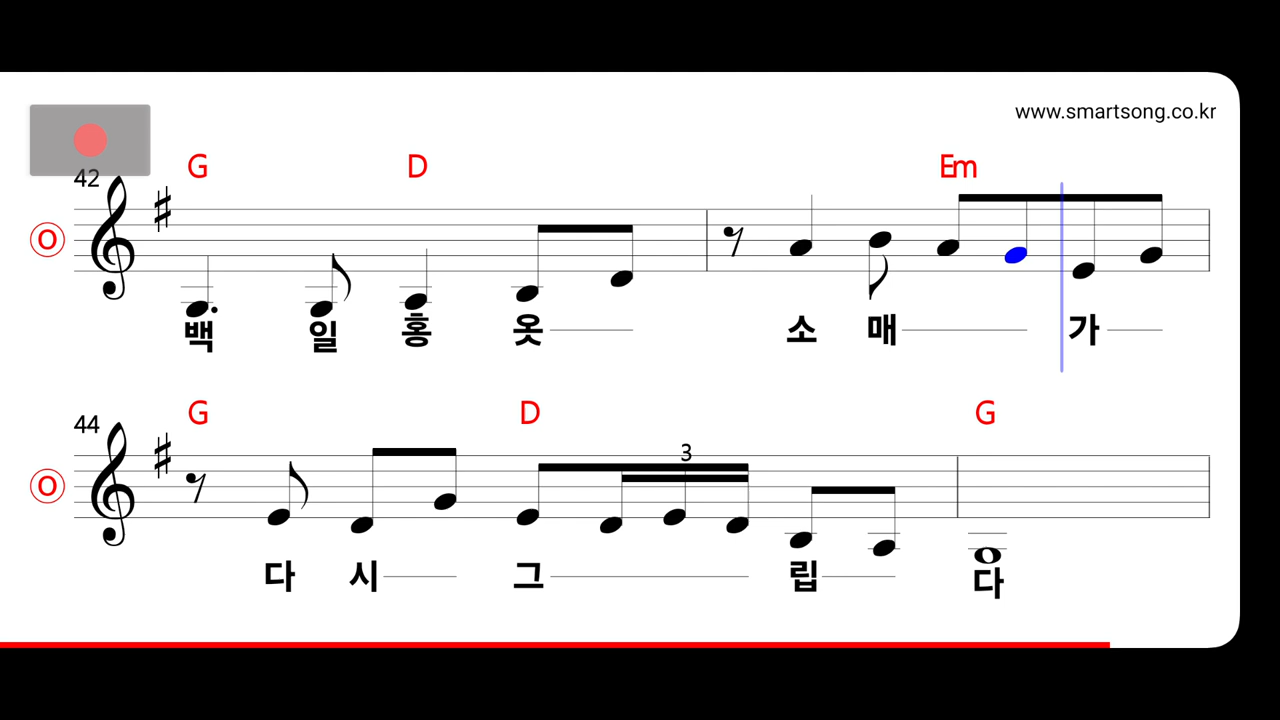 www.smartsong.co.kr
G D Em
42
O
백 일 홍 옷 소 매 가
G D G
44
3
O
다 시 그 립 다